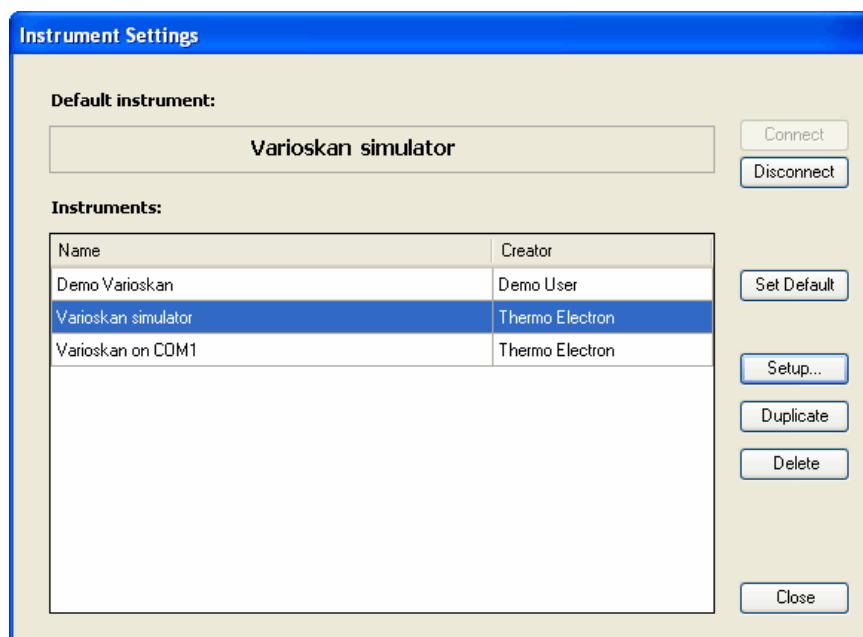 Instrument Settings
Default instrument:
Varioskan simulator
Connect
Disconnect
Instruments:
Name Creator
Demo Varioskan Demo User
Varioskan simulator Thermo Electron
Varioskan on COM1 Thermo Electron
Set Default
Setup...
Duplicate
Delete
Close